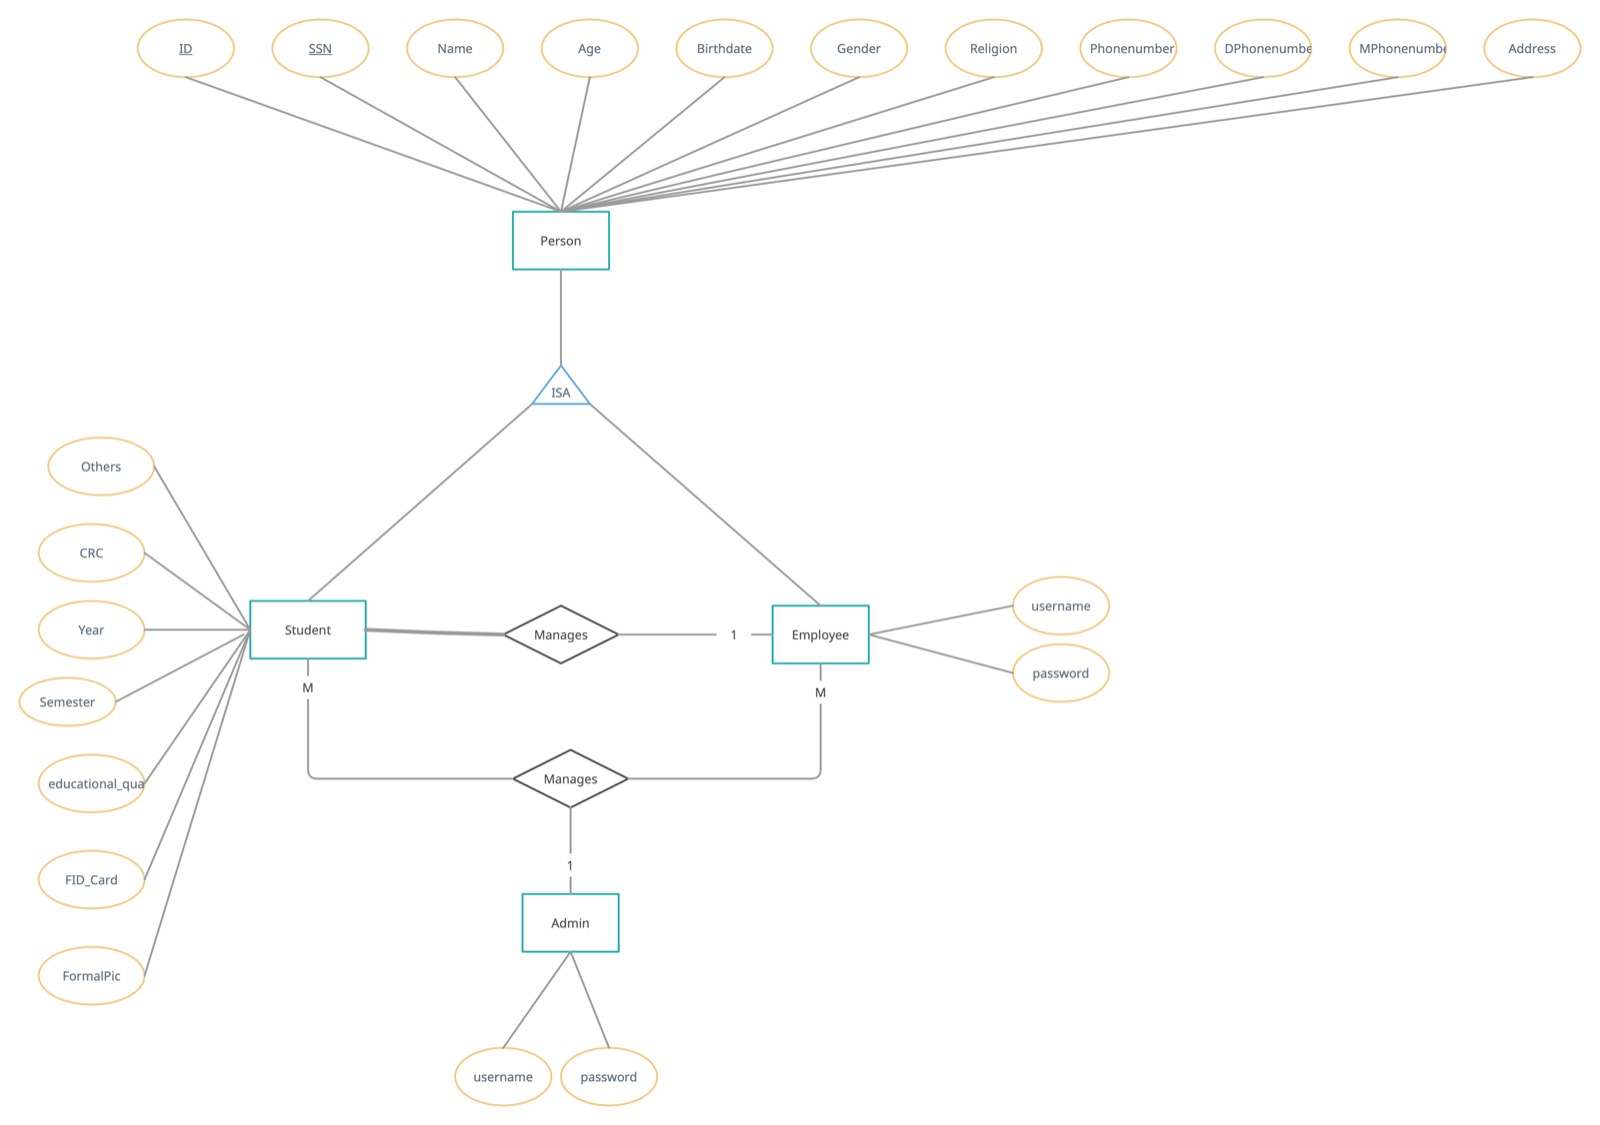 ID
SSN
Name
Age
Birthdate
Gender
Religion
Phonenumber
DPhonenumbe
MPhonenumbe
Address
Person
ISA
Others
CRC
Year
Semester
educational_qua
FID_Card
FormalPic
Student
Manages
1
Employee
username
password
M
M
Manages
1
Admin
username
password